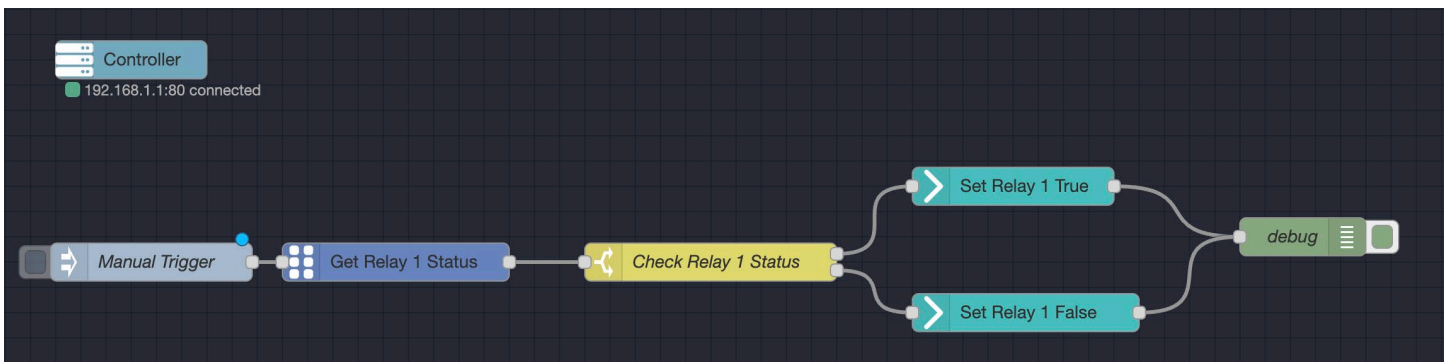 Controller
192.168.1.1:80 connected
Set Relay 1 True
Manual Trigger
Get Relay 1 Status
Check Relay 1 Status
debug
Set Relay 1 False